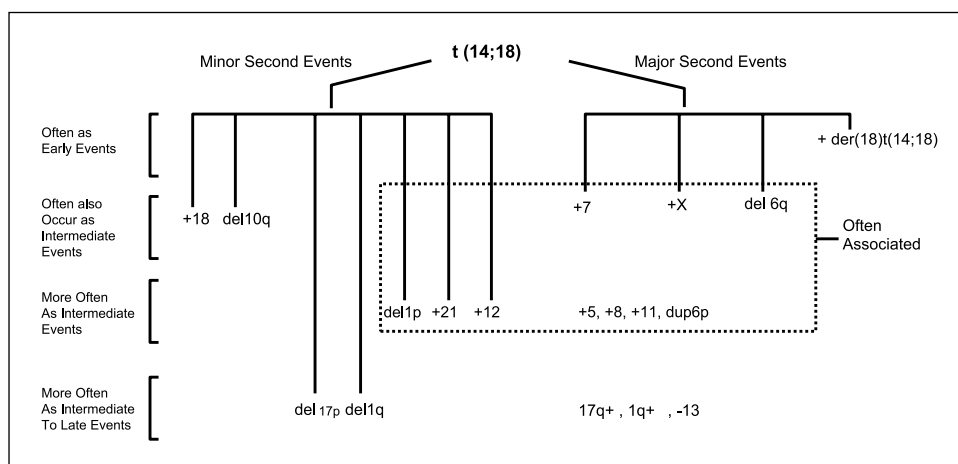 t (14;18)
Minor Second Events
Major Second Events
Often as
Early Events
+ der(18)t(14;18)
Often also
Occur as
Intermediate
Events
+18
del10q
+7
+X
del 6q
Often
Associated
More Often
As Intermediate
Events
del1p
+21
+12
+5, +8, +11, dup6p
More Often
As Intermediate
To Late Events
del 17p
del1q
17q+ , 1q+ , -13